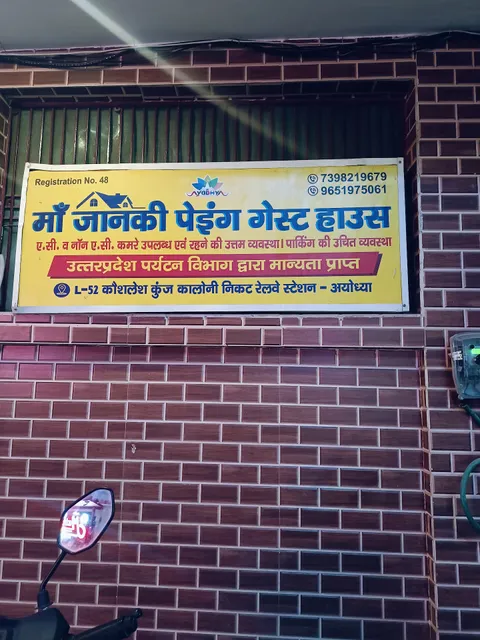 Registration No. 48
AYODHYA
7398219679
9651975061
माँ जानकी पेइंग गेस्ट हाउस
ए.सी. व नॉन ए.सी. कमरे उपलब्ध एवं रहने की उत्तम व्यवस्था। पार्किंग की उचित व्यवस्था
उत्तरप्रदेश पर्यटन विभाग द्वारा मान्यता प्राप्त
L-52 कौशलेश कुंज कालोनी निकट रेलवे स्टेशन - अयोध्या